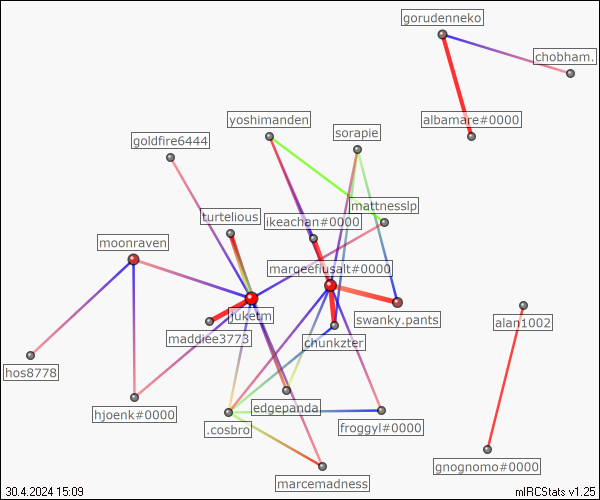 gorudenneko
chobham.
yoshimanden
albamare#0000
sorapie
goldfire6444
mattnesslp
turtelious
ikeachan#0000
moonraven
margeeflusalt#0000
juketm
swanky.pants
alan1002
maddiee3773
chunkzter
hos8778
edgepanda
hjoenk#0000
.cosbro
froggyl#0000
gnognomo#0000
marcemadness
30.4.2024 15:09
mIRCStats v1.25